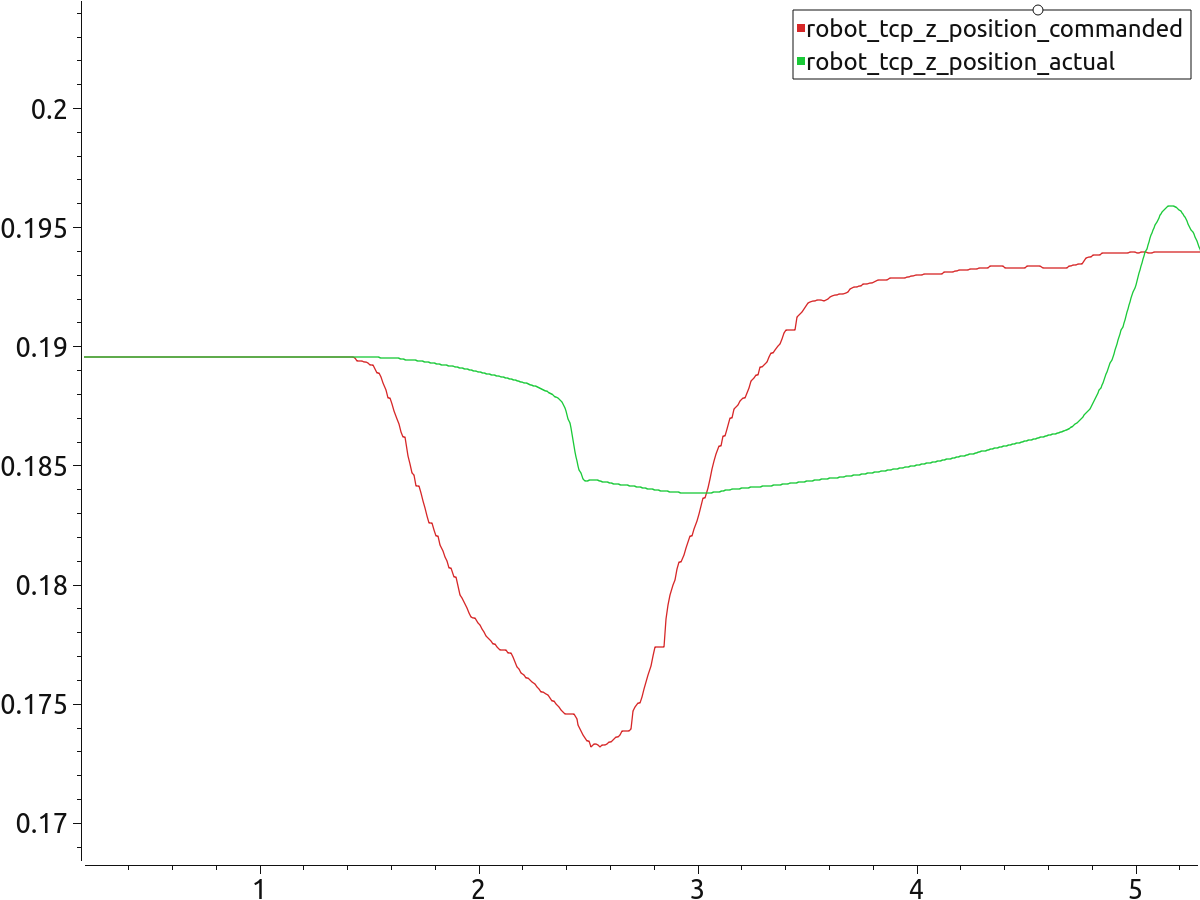 robot_tcp_z_position_commanded
robot_tcp_z_position_actual
0.2
0.195
0.19
0.185
0.18
0.175
0.17
1 2 3 4 5